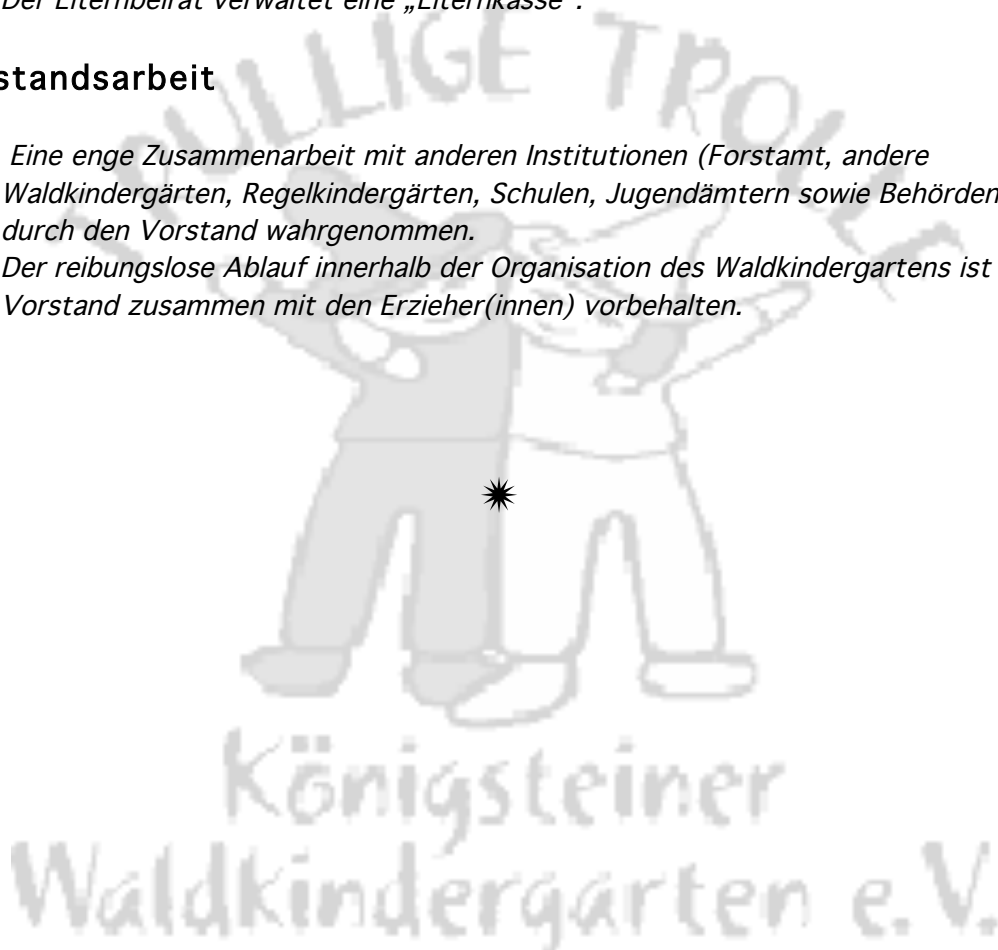 Der Elternbeirat verwaltet eine „Elternkasse“.
standsarbeit
Eine enge Zusammenarbeit mit anderen Institutionen (Forstamt, andere
Waldkindergärten, Regelkindergärten, Schulen, Jugendämtern sowie Behörden
durch den Vorstand wahrgenommen.
Der reibungslose Ablauf innerhalb der Organisation des Waldkindergartens ist
Vorstand zusammen mit den Erzieher(innen) vorbehalten.
PULLIGE TROLLE
Königsteiner
Waldkindergarten e.V.